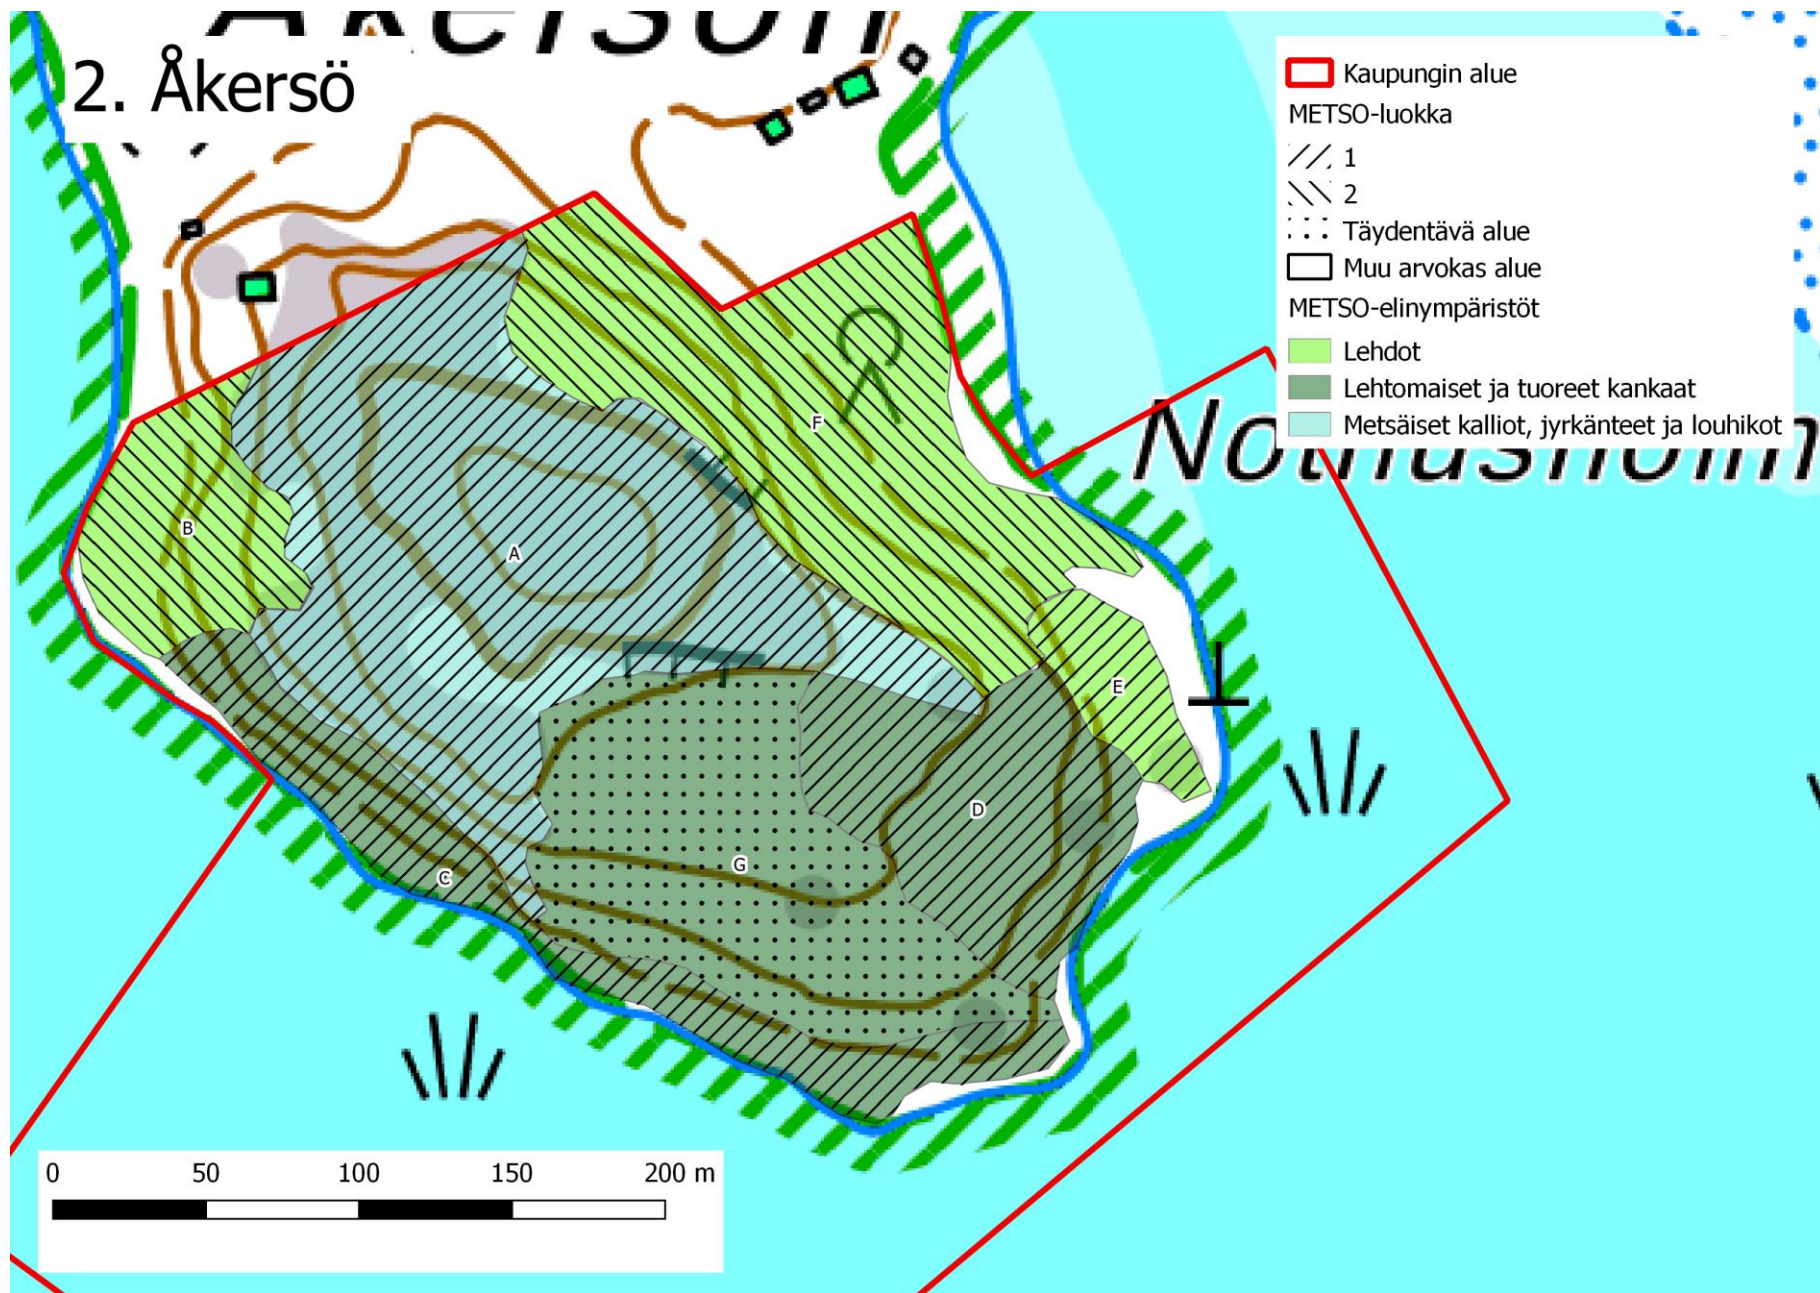 2. Åkersö
Kaupungin alue
METSO-luokka
1
2
Täydentävä alue
Muu arvokas alue
METSO-elinympäristöt
Lehdot
Lehtomaiset ja tuoreet kankaat
Metsäiset kalliot, jyrkänteet ja louhikot
F
B
A
E
D
G
C
0 50 100 150 200 m